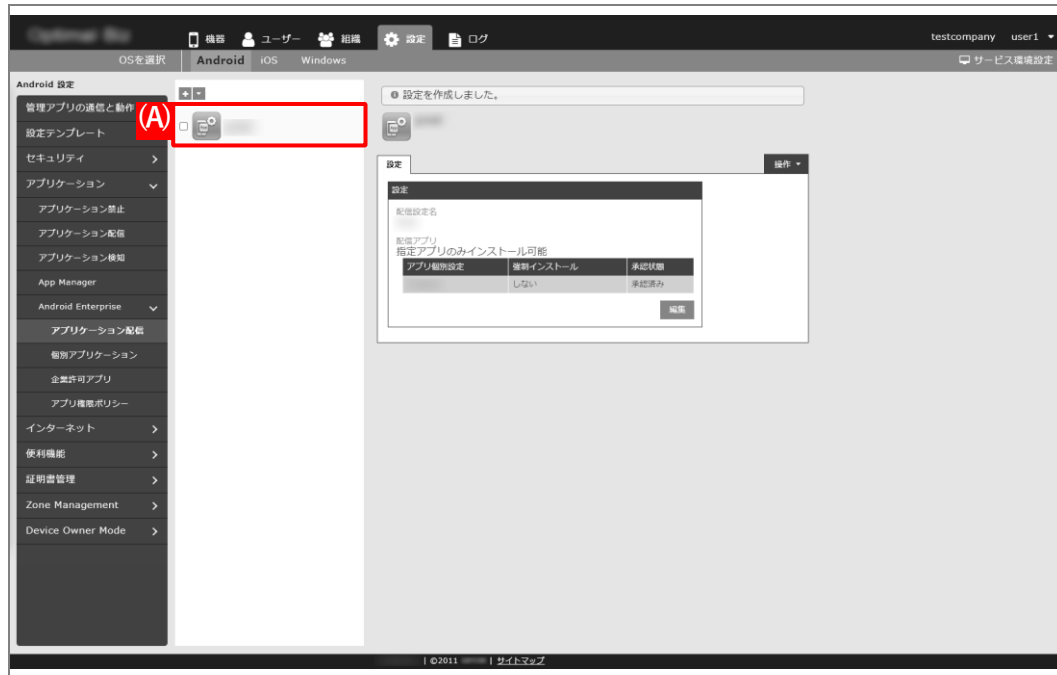 機器 ユーザー 組織 設定 ログ testcompany user1
OSを選択 Android iOS Windows サービス環境設定
Android 設定
管理アプリの通信と動作
設定テンプレート
セキュリティ
アプリケーション
アプリケーション禁止
アプリケーション配信
アプリケーション検知
App Manager
Android Enterprise
アプリケーション配信
個別アプリケーション
企業許可アプリ
アプリ権限ポリシー
インターネット
便利機能
証明書管理
Zone Management
Device Owner Mode
(A)
設定を作成しました。
設定 操作
設定
配信設定名
配信アプリ
指定アプリのみインストール可能
アプリ個別設定 強制インストール 承認状態
しない 承認済み
編集
| ©2011 | サイトマップ